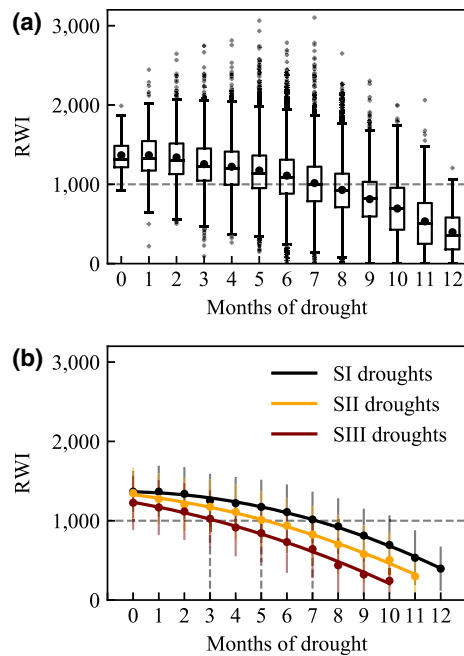 (a)
3,000
2,000
1,000
0
RWI
0 1 2 3 4 5 6 7 8 9 10 11 12
Months of drought
(b)
3,000
2,000
1,000
0
RWI
SI droughts
SII droughts
SIII droughts
0 1 2 3 4 5 6 7 8 9 10 11 12
Months of drought